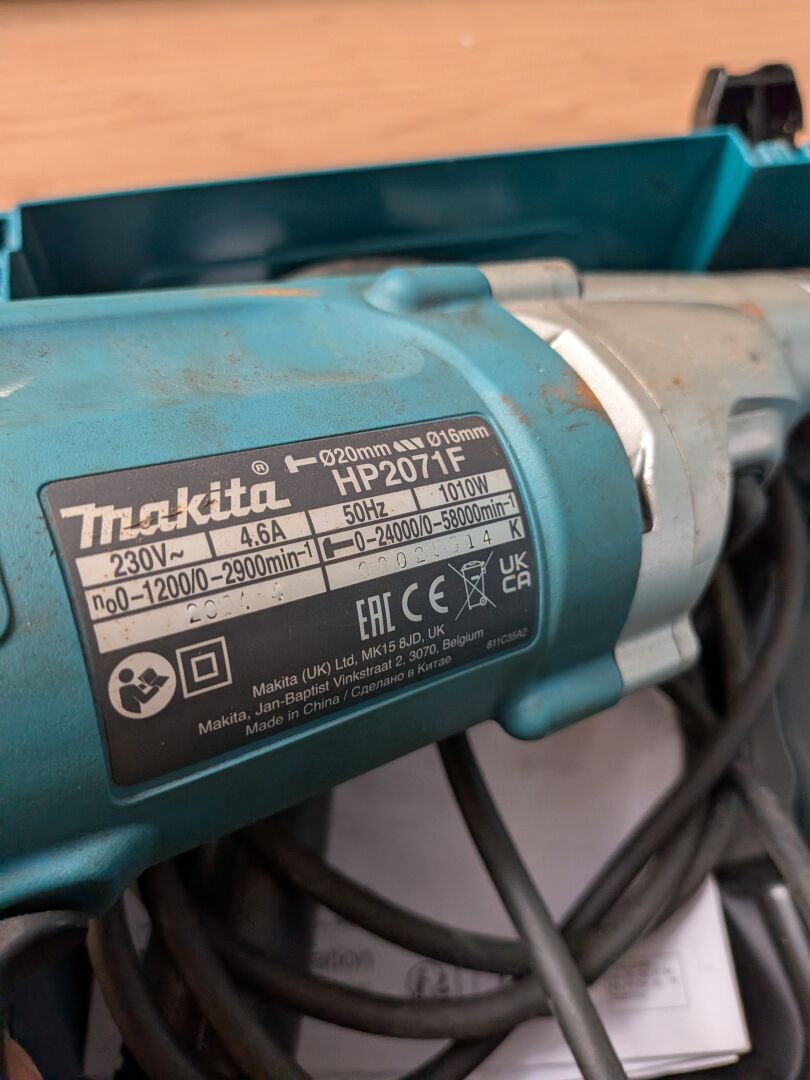 Ø20mm Ø16mm
makita® HP2071F
230V~ 4.6A 50Hz 1010W
n₀0-1200/0-2900min⁻¹ 0-24000/0-58000min⁻¹
K
EAC CE UK CA
Makita (UK) Ltd, MK15 8JD, UK
Makita, Jan-Baptist Vinkstraat 2, 3070, Belgium
Made in China / Сделано в Китае
811C35A2